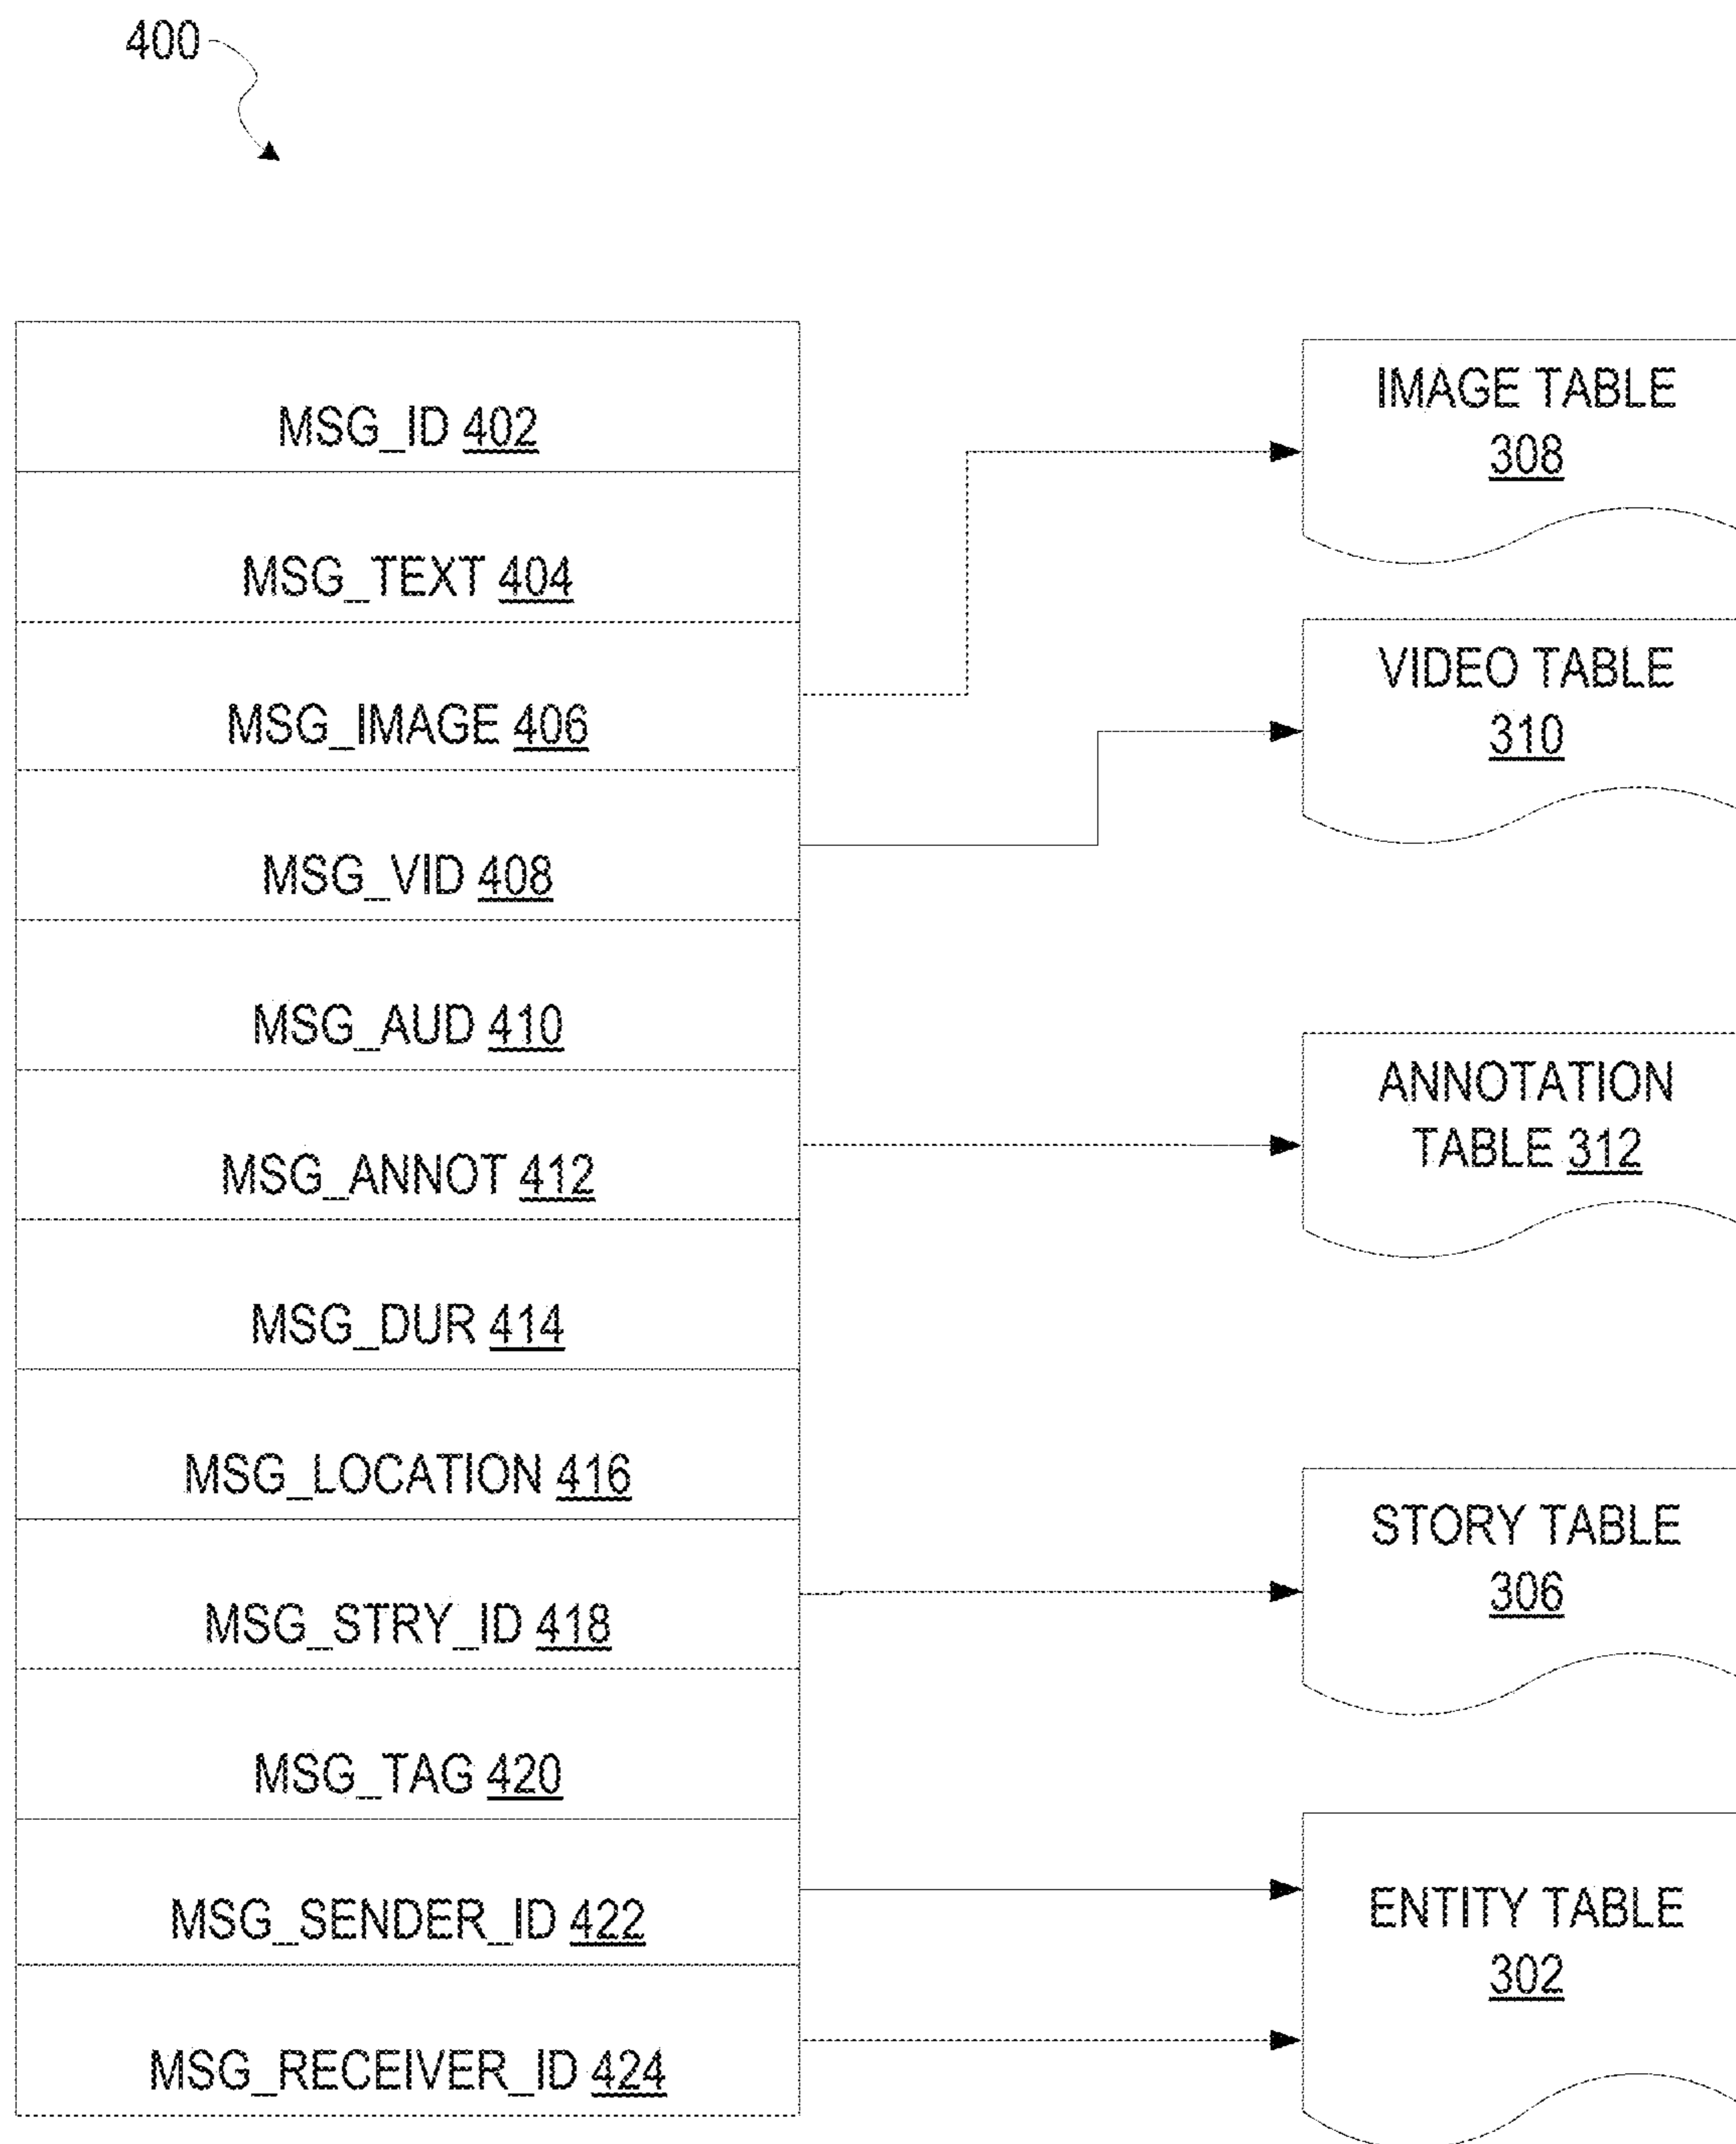 400
MSG_ID 402
MSG_TEXT 404
MSG_IMAGE 406
MSG_VID 408
MSG_AUD 410
MSG_ANNOT 412
MSG_DUR 414
MSG_LOCATION 416
MSG_STRY_ID 418
MSG_TAG 420
MSG_SENDER_ID 422
MSG_RECEIVER_ID 424
IMAGE TABLE
308
VIDEO TABLE
310
ANNOTATION
TABLE 312
STORY TABLE
306
ENTITY TABLE
302